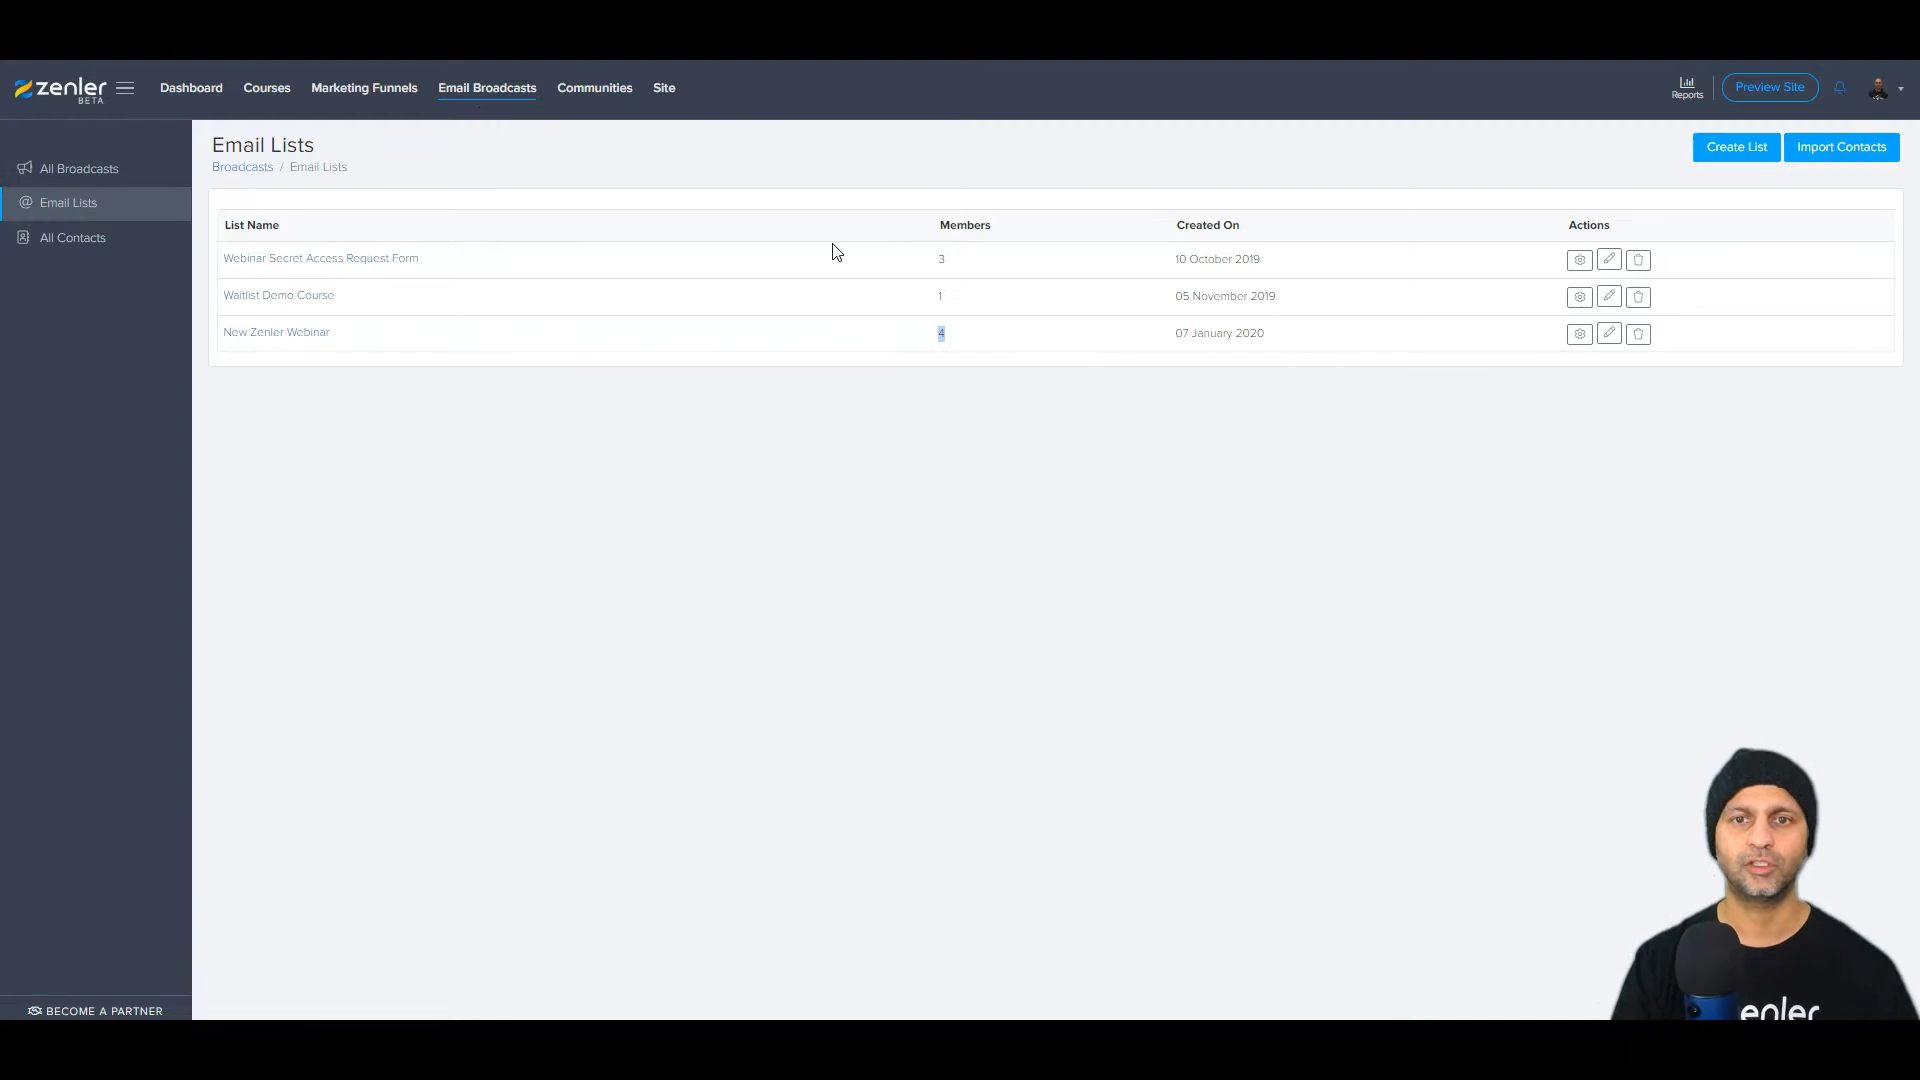 zenler
BETA
Dashboard
Courses
Marketing Funnels
Email Broadcasts
Communities
Site
Reports
Preview Site
All Broadcasts
Email Lists
All Contacts
BECOME A PARTNER
Email Lists
Broadcasts / Email Lists
Create List
Import Contacts
List Name Members Created On Actions
Webinar Secret Access Request Form 3 10 October 2019
Waitlist Demo Course 1 05 November 2019
New Zenler Webinar 4 07 January 2020
enler